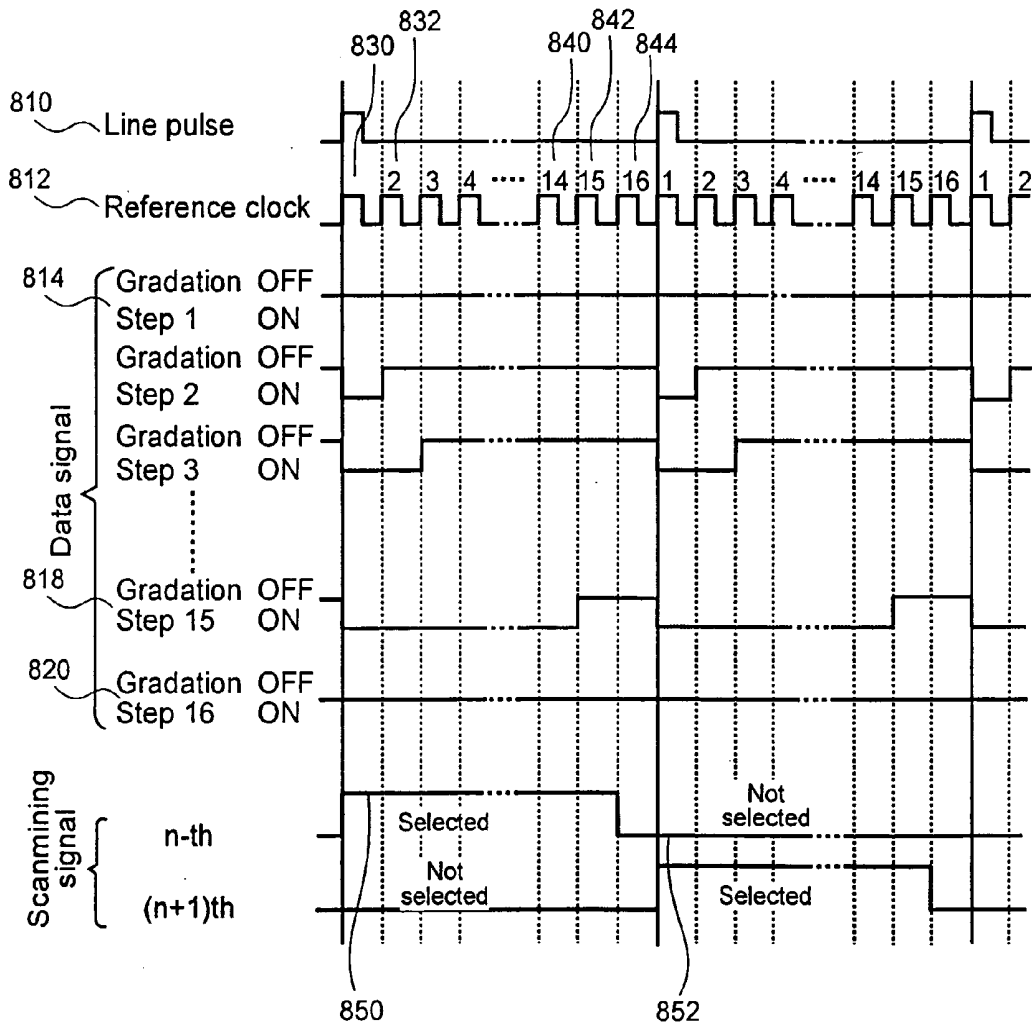 832
842
830
840
844
810
Line pulse
2 3 4 ···· 14 15 16 1 2 3 4 ···· 14 15 16 1 2
812
Reference clock
814
Gradation OFF
Step 1 ON
Gradation OFF
Step 2 ON
Gradation OFF
Step 3 ON
Data signal
818
Gradation OFF
Step 15 ON
820
Gradation OFF
Step 16 ON
Scanmining
signal
n-th
Selected
Not
selected
(n+1)th
Not
selected
Selected
850
852